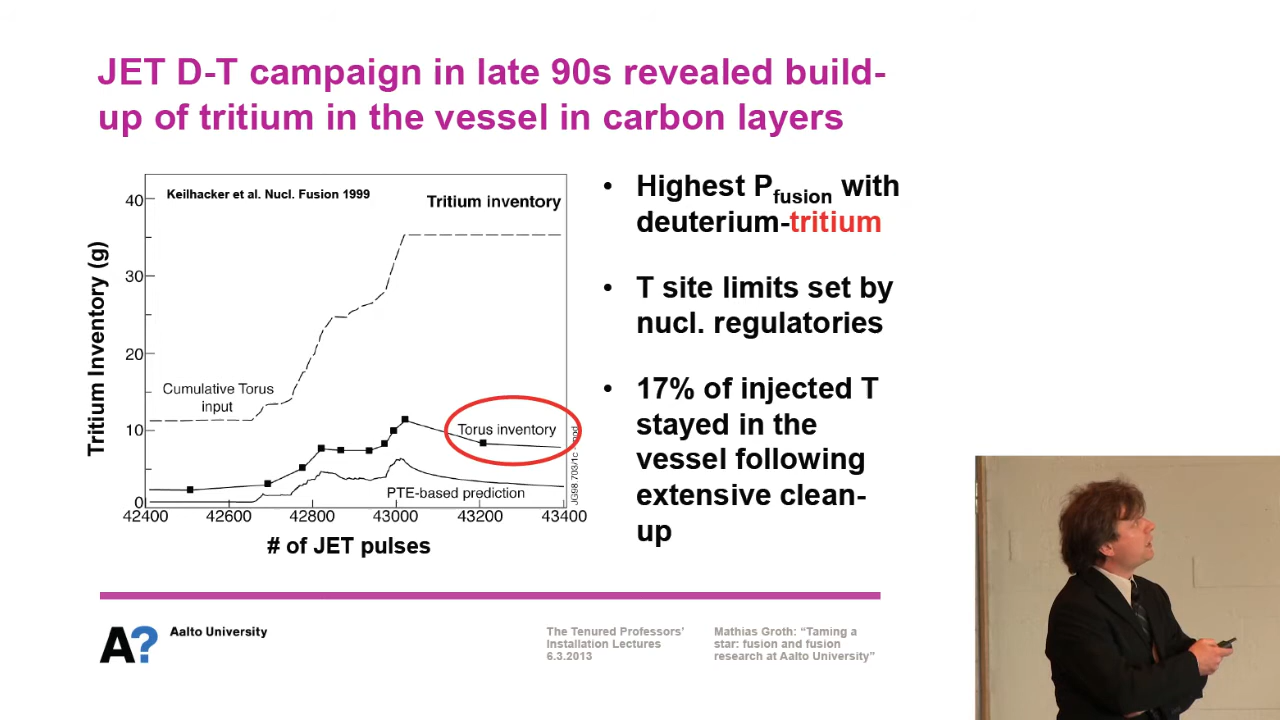 JET D-T campaign in late 90s revealed build-
up of tritium in the vessel in carbon layers
Keilhacker et al. Nucl. Fusion 1999
Tritium inventory
Tritium Inventory (g)
40
30
20
10
0
Cumulative Torus
input
Torus inventory
PTE-based prediction
42400
42600
42800
43000
43200
43400
# of JET pulses
• Highest Pfusion with
deuterium-tritium
• T site limits set by
nucl. regulatories
• 17% of injected T
stayed in the
vessel following
extensive clean-
up
A?
Aalto University
The Tenured Professors'
Installation Lectures
6.3.2013
Mathias Groth: “Taming a
star: fusion and fusion
research at Aalto University”